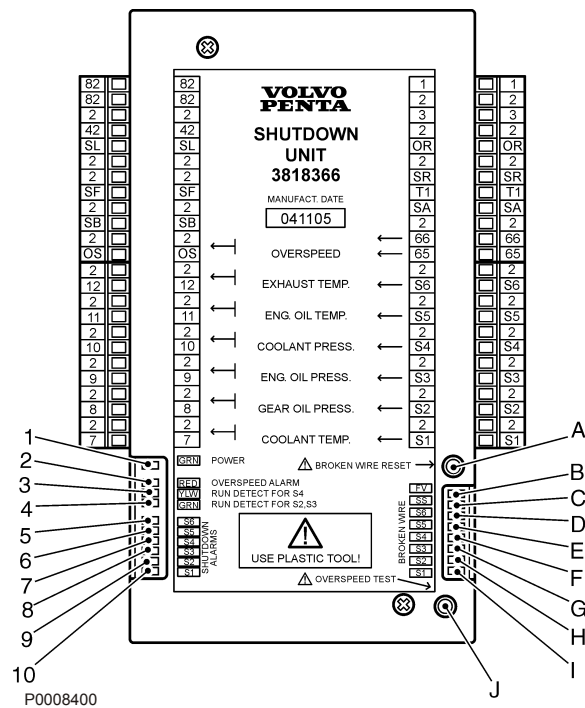 VOLVO
PENTA
SHUTDOWN
UNIT
3818366
MANUFACT. DATE
041105
82 82 1 1
82 82 2 2
2 2 3 3
42 42 2 2
SL SL OR OR
2 2 2 2
2 2 SR SR
SF SF T1 T1
2 2 SA SA
SB SB 2 2
2 2 66 66
OS OS OVERSPEED 65 65
2 2 2 2
12 12 EXHAUST TEMP. S6 S6
2 2 2 2
11 11 ENG. OIL TEMP. S5 S5
2 2 2 2
10 10 COOLANT PRESS. S4 S4
2 2 2 2
9 9 ENG. OIL PRESS. S3 S3
2 2 2 2
8 8 GEAR OIL PRESS. S2 S2
2 2 2 2
7 7 COOLANT TEMP. S1 S1
1 GRN POWER
BROKEN WIRE RESET A
2 RED OVERSPEED ALARM
3 YLW RUN DETECT FOR S4
4 GRN RUN DETECT FOR S2,S3
5 S6
6 S5
7 S4
8 S3
9 S2
10 S1
SHUTDOWN
ALARMS
USE PLASTIC TOOL!
BROKEN WIRE
FV B
SS C
S6 D
S5 E
S4 F
S3 G
S2 H
S1 I
OVERSPEED TEST
J
P0008400